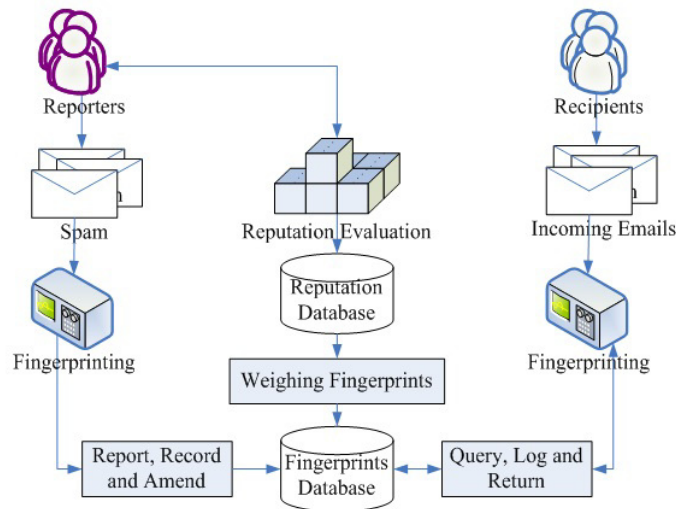 Reporters
Recipients
Spam
Reputation Evaluation
Incoming Emails
Reputation
Database
Fingerprinting
Fingerprinting
Weighing Fingerprints
Report, Record
and Amend
Fingerprints
Database
Query, Log and
Return